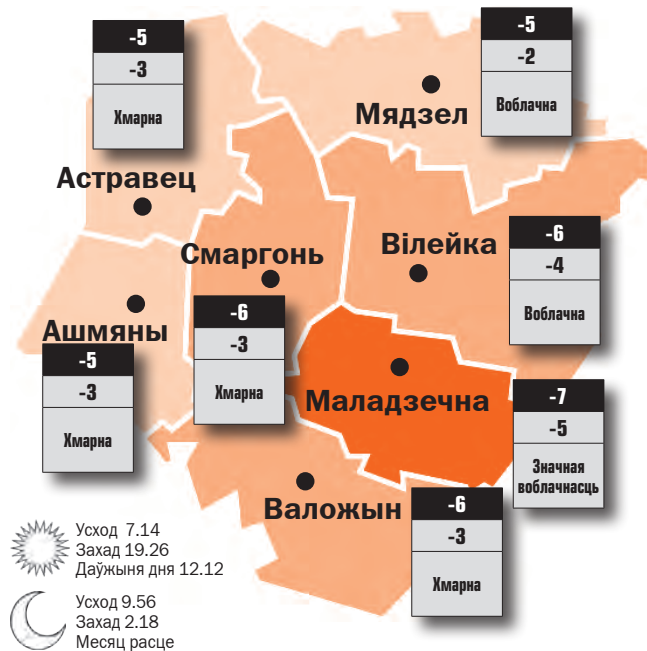 -5
-3
Хмарна
-5
-2
Воблачна
Мядзел
Астравец
Смаргонь
Вілейка
-6
-4
Воблачна
Ашмяны
-5
-3
Хмарна
-6
-3
Хмарна
Маладзечна
-7
-5
Значная
воблачнасць
Валожын
-6
-3
Хмарна
Усход 7.14
Захад 19.26
Даўжыня дня 12.12
Усход 9.56
Захад 2.18
Месяц расце